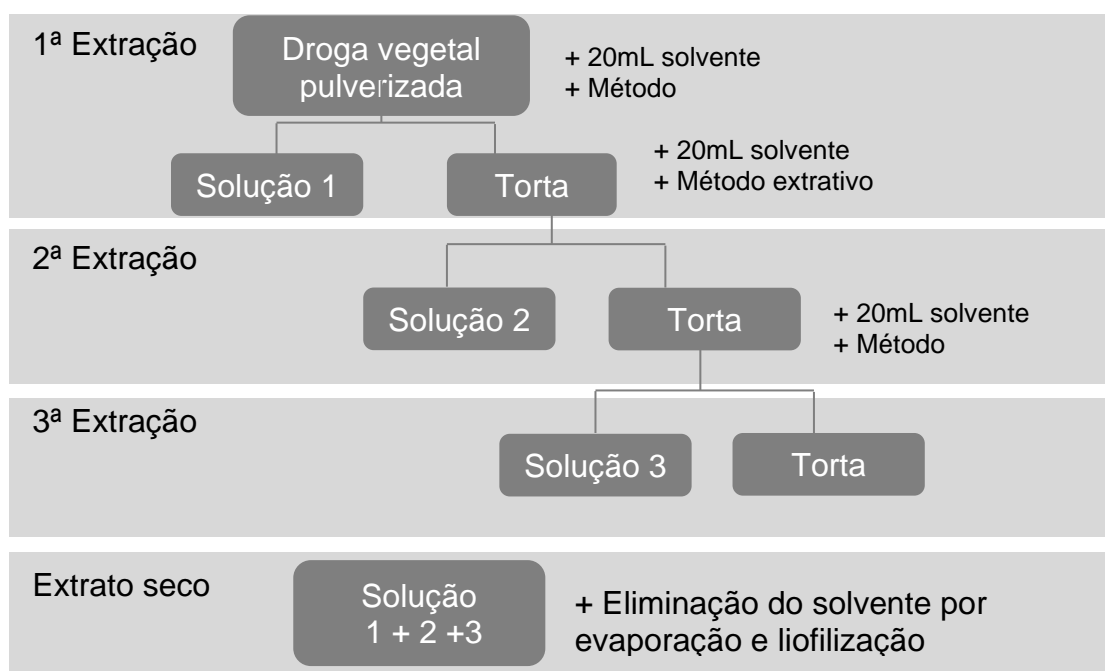 1ª Extração
Droga vegetal
pulverizada
+ 20mL solvente
+ Método
Solução 1
Torta
+ 20mL solvente
+ Método extrativo
2ª Extração
Solução 2
Torta
+ 20mL solvente
+ Método
3ª Extração
Solução 3
Torta
Extrato seco
Solução
1 + 2 +3
+ Eliminação do solvente por
evaporação e liofilização